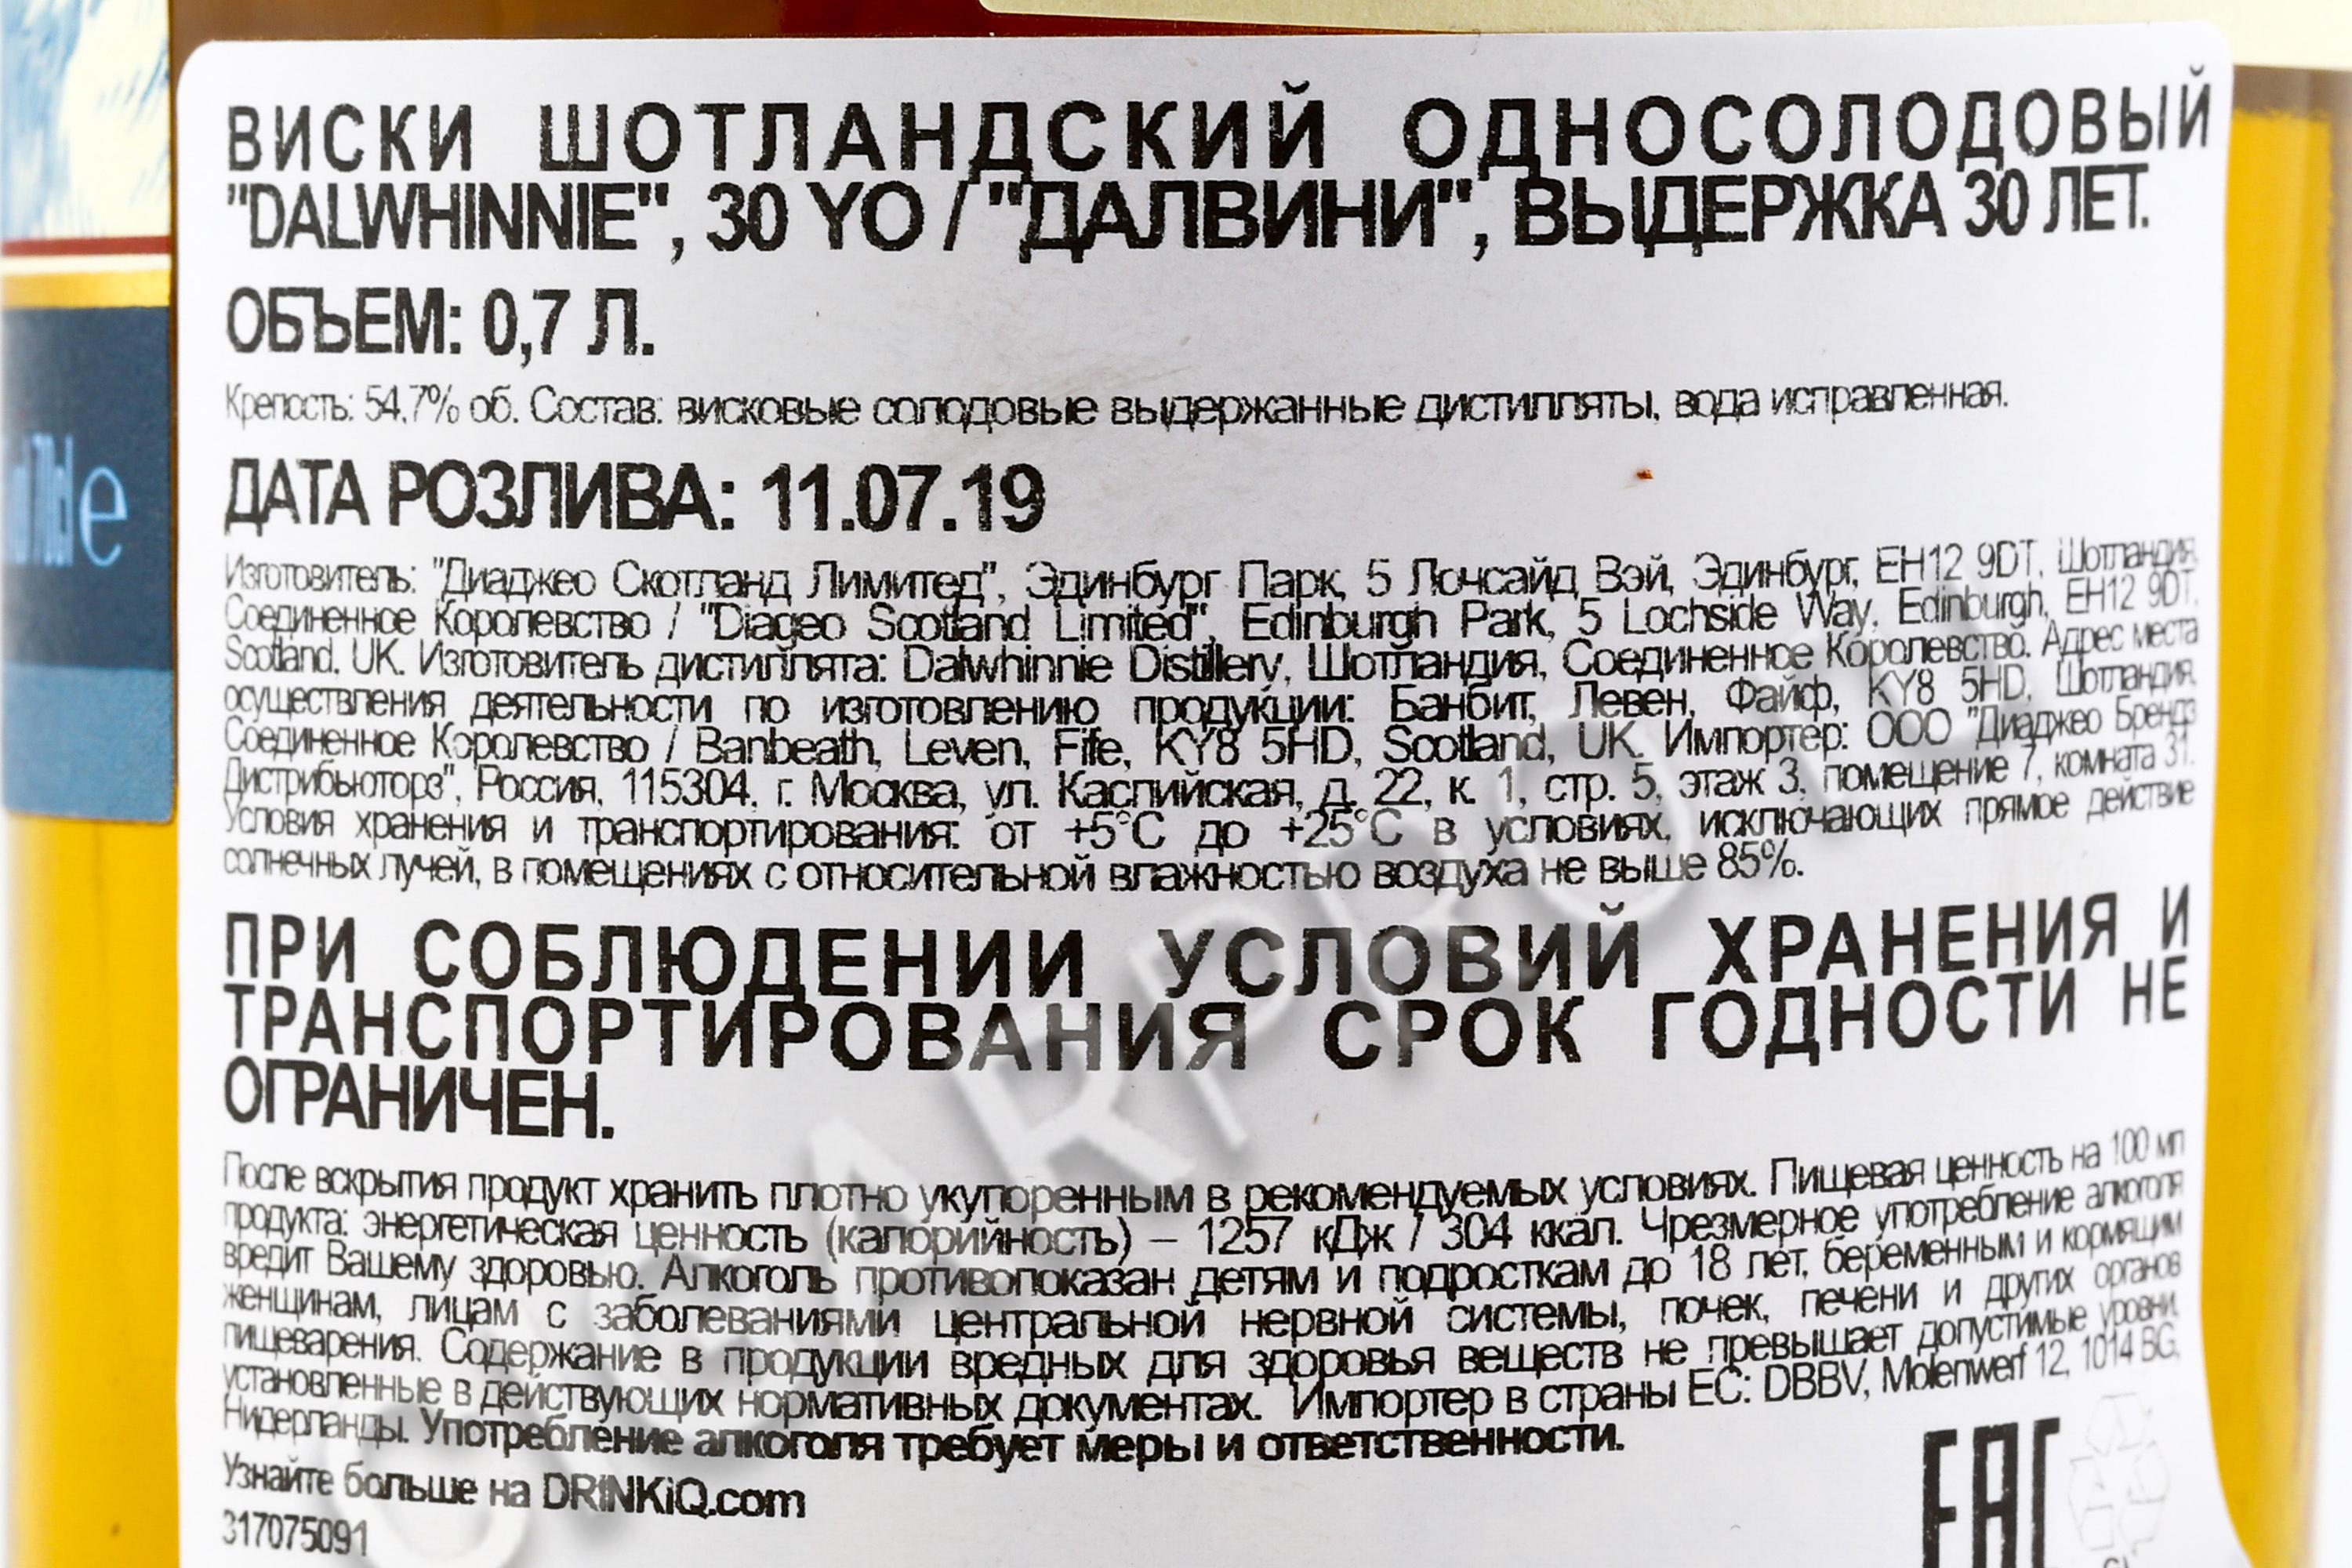 ВИСКИ ШОТЛАНДСКИЙ ОДНОСОЛОДОВЫЙ
"DALWHINNIE", 30 YO / "ДАЛВИНИ", ВЫДЕРЖКА 30 ЛЕТ.
ОБЪЕМ: 0,7 Л.
Крепость: 54,7% об. Состав: висковые солодовые выдержанные дистилляты, вода исправленная.
ДАТА РОЗЛИВА: 11.07.19
Изготовитель: "Диаджео Скотланд Лимитед", Эдинбург Парк, 5 Лочсайд Вэй, Эдинбург, EH12 9DT, Шотландия,
Соединенное Королевство / "Diageo Scotland Limited", Edinburgh Park, 5 Lochside Way, Edinburgh, EH12 9DT,
Scotland, UK. Изготовитель дистиллята: Dalwhinnie Distillery, Шотландия, Соединенное Королевство. Адрес места
осуществления деятельности по изготовлению продукции: Банбит, Левен, Файф, KY8 5HD, Шотландия,
Соединенное Королевство / Banbeath, Leven, Fife, KY8 5HD, Scotland, UK. Импортер: ООО "Диаджео Брендз
Дистрибьюторз", Россия, 115304, г. Москва, ул. Каспийская, д. 22, к. 1, стр. 5, этаж 3, помещение 7, комната 31.
Условия хранения и транспортирования: от +5°C до +25°C в условиях, исключающих прямое действие
солнечных лучей, в помещениях с относительной влажностью воздуха не выше 85%.
ПРИ СОБЛЮДЕНИИ УСЛОВИЙ ХРАНЕНИЯ И
ТРАНСПОРТИРОВАНИЯ СРОК ГОДНОСТИ НЕ
ОГРАНИЧЕН.
После вскрытия продукт хранить плотно укупоренным в рекомендуемых условиях. Пищевая ценность на 100 мл
продукта: энергетическая ценность (калорийность) – 1257 кДж / 304 ккал. Чрезмерное употребление алкоголя
вредит Вашему здоровью. Алкоголь противопоказан детям и подросткам до 18 лет, беременным и кормящим
женщинам, лицам с заболеваниями центральной нервной системы, почек, печени и других органов
пищеварения. Содержание в продукции вредных для здоровья веществ не превышает допустимые уровни,
установленные в действующих нормативных документах. Импортер в страны ЕС: DBBV, Molenwerf 12, 1014 BG,
Нидерланды. Употребление алкоголя требует меры и ответственности.
Узнайте больше на DRINKiQ.com
317075091
EAC
70cl e
CIGARPROFI